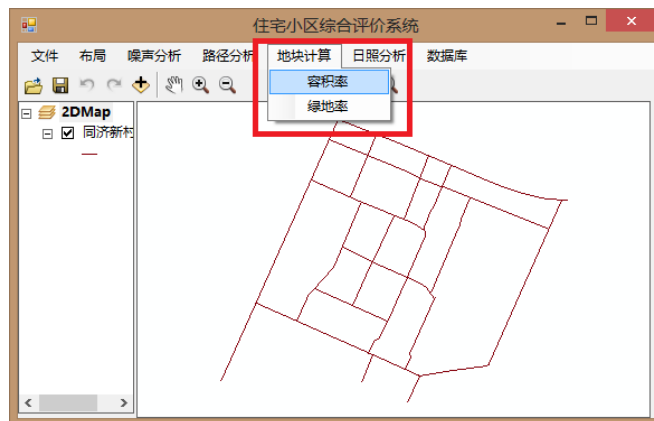 住宅小区综合评价系统
文件 布局 噪声分析 路径分析 地块计算 日照分析 数据库
容积率
绿地率
2DMap
同济新村